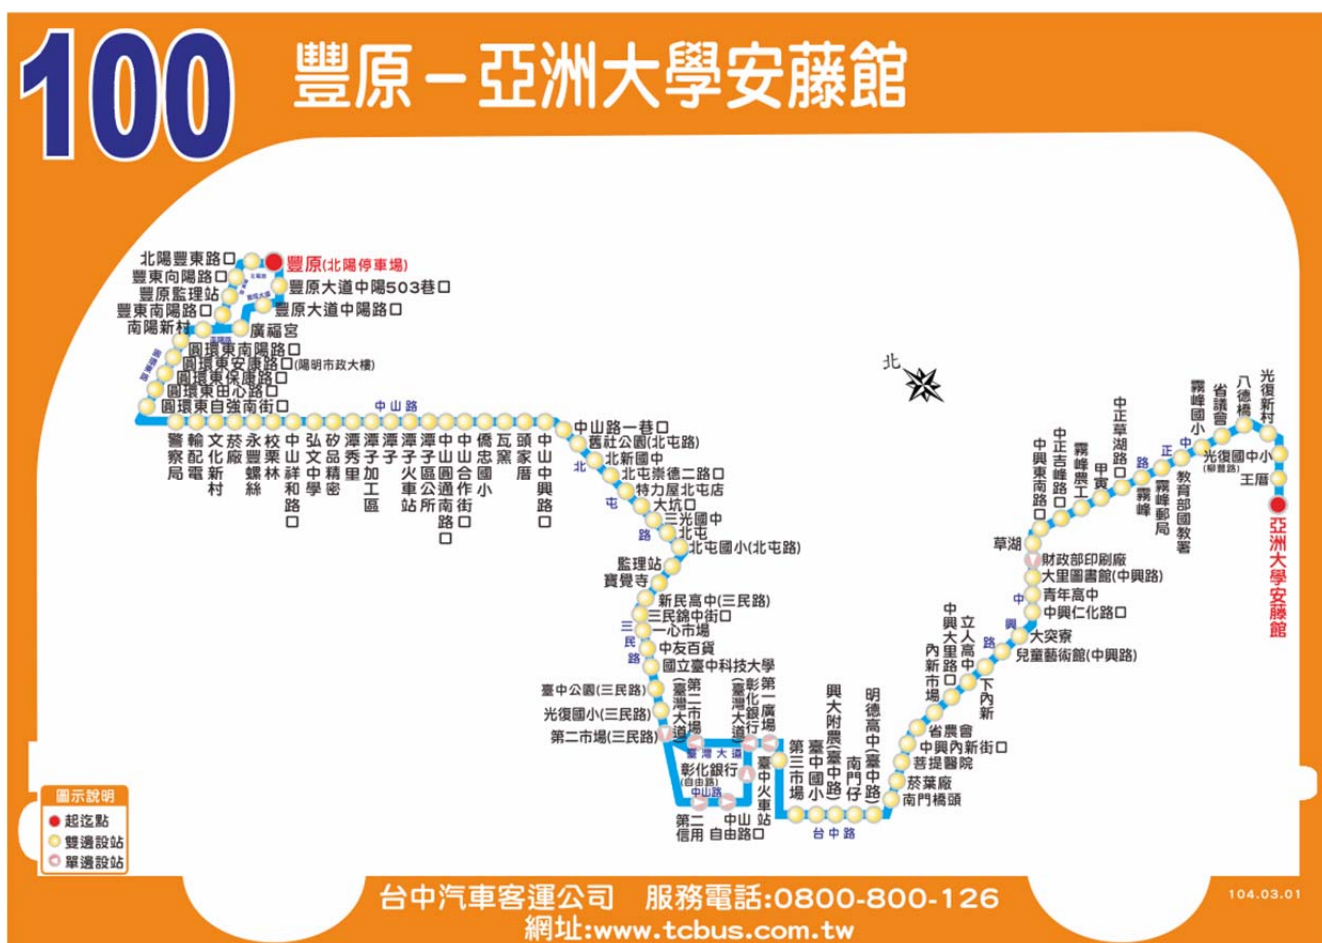 100
豐原－亞洲大學安藤館
北陽豐東路口
豐原(北陽停車場)
豐東向陽路口
豐原大道中陽503巷口
豐原監理站
豐原大道中陽路口
豐東南陽路口
南陽新村
廣福宮
南陽路
圓環東路
圓環東南陽路口
圓環東安康路口(陽明市政大樓)
圓環東保康路口
圓環東田心路口
圓環東自強南街口
中山路
警察局
輸配電
文化新村
菸廠
永豐螺絲
校栗林
中山祥和路口
弘文中學
矽品精密
潭秀里
潭子加工區
潭子
潭子火車站
潭子區公所
中山圓通南路口
中山合作街口
僑忠國小
瓦窯
頭家厝
中山中興路口
中山路一巷口
舊社公園(北屯路)
北新國中
北屯崇德二路口
特力屋北屯店
大坑口
三光國中
北屯
北屯國小(北屯路)
北屯路
監理站
寶覺寺
新民高中(三民路)
三民錦中街口
一心市場
中友百貨
三民路
國立臺中科技大學
臺中公園(三民路)
光復國小(三民路)
第二市場(三民路)
第二市場(臺灣大道)
彰化銀行(臺灣大道)
第一廣場
臺灣大道
彰化銀行
(自由路)
中山路
第二信用
中山自由路口
臺中火車站
第三市場
臺中國小
興大附農(臺中路)
南門仔
明德高中(臺中路)
台中路
南門橋頭
菸葉廠
菩提醫院
中興內新街口
省農會
內新市場
中興大里路口
立人高中
下內新
兒童藝術館(中興路)
大突寮
中興路
中興仁化路口
青年高中
大里圖書館(中興路)
財政部印刷廠
草湖
中興東南路口
中正吉峰路口
霧峰農工
甲寅
中正草湖路口
霧峰
霧峰郵局
教育部國教署
中正路
霧峰國小
省議會
八德橋
光復新村
光復國中小
(柳豐路)
王厝
亞洲大學安藤館
北
圖示說明
起迄點
雙邊設站
單邊設站
台中汽車客運公司 服務電話:0800-800-126
網址:www.tcbus.com.tw
104.03.01